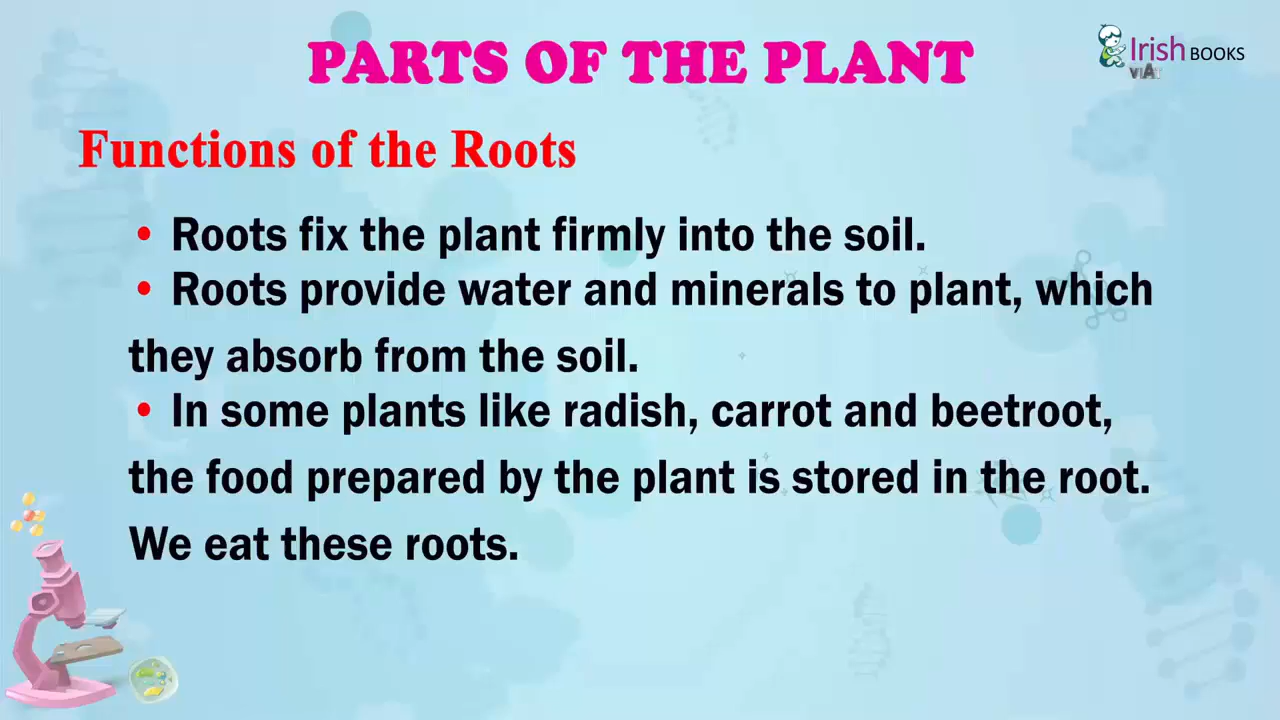 PARTS OF THE PLANT
Irish BOOKS
Functions of the Roots
• Roots fix the plant firmly into the soil.
• Roots provide water and minerals to plant, which
they absorb from the soil.
• In some plants like radish, carrot and beetroot,
the food prepared by the plant is stored in the root.
We eat these roots.